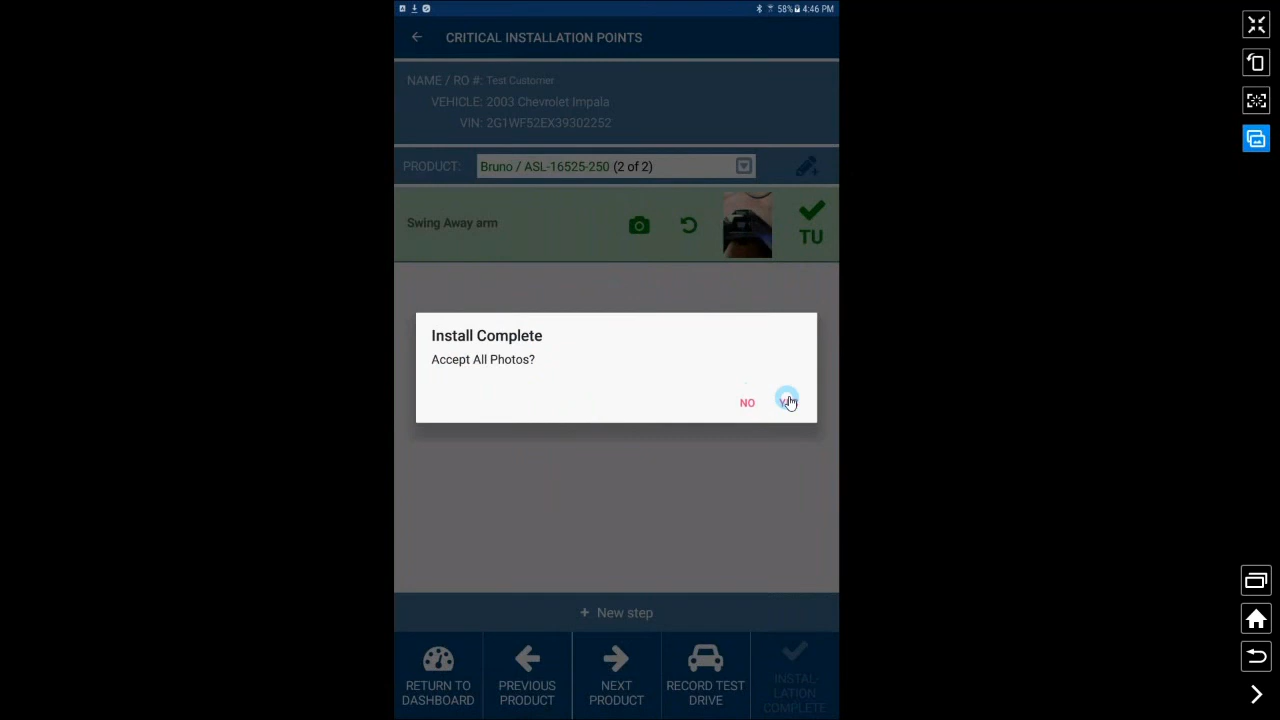 58% 4:46 PM
CRITICAL INSTALLATION POINTS
NAME / RO #: Test Customer
VEHICLE: 2003 Chevrolet Impala
VIN: 2G1WF52EX39302252
PRODUCT: Bruno / ASL-16525-250 (2 of 2)
Swing Away arm
TU
Install Complete
Accept All Photos?
NO
+ New step
RETURN TO
DASHBOARD
PREVIOUS
PRODUCT
NEXT
PRODUCT
RECORD TEST
DRIVE
INSTAL-
LATION
COMPLETE